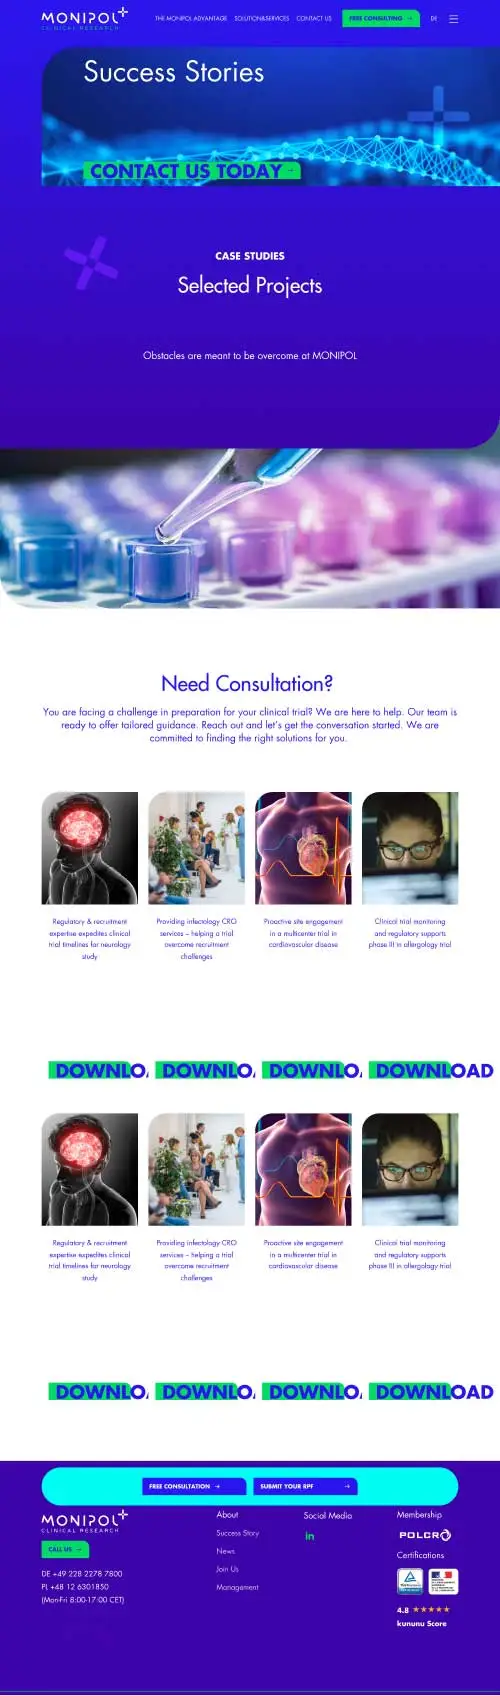 MONIPOL
CLINICAL RESEARCH
THE MONIPOL ADVANTAGE SOLUTION&SERVICES CONTACT US FREE CONSULTING → DE
Success Stories
CONTACT US TODAY →
CASE STUDIES
Selected Projects
Obstacles are meant to be overcome at MONIPOL
Need Consultation?
You are facing a challenge in preparation for your clinical trial? We are here to help. Our team is
ready to offer tailored guidance. Reach out and let's get the conversation started. We are
committed to finding the right solutions for you.
Regulatory & recruitment
expertise expedites clinical
trial timelines for neurology
study
Providing infectology CRO
services – helping a trial
overcome recruitment
challenges
Proactive site engagement
in a multicenter trial in
cardiovascular disease
Clinical trial monitoring
and regulatory supports
phase III in allergology trial
DOWNLOA DOWNLOA DOWNLOA DOWNLOAD
Regulatory & recruitment
expertise expedites clinical
trial timelines for neurology
study
Providing infectology CRO
services – helping a trial
overcome recruitment
challenges
Proactive site engagement
in a multicenter trial in
cardiovascular disease
Clinical trial monitoring
and regulatory supports
phase III in allergology trial
DOWNLOA DOWNLOA DOWNLOA DOWNLOAD
FREE CONSULTATION → SUBMIT YOUR RPF →
MONIPOL
CLINICAL RESEARCH
CALL US →
DE +49 228 2278 7800
PL +48 12 6301850
(Mon-Fri 8:00-17:00 CET)
About
Success Story
News
Join Us
Management
Social Media
in
Membership
POLCRO
Certifications
4.8 ★★★★★
kununu Score